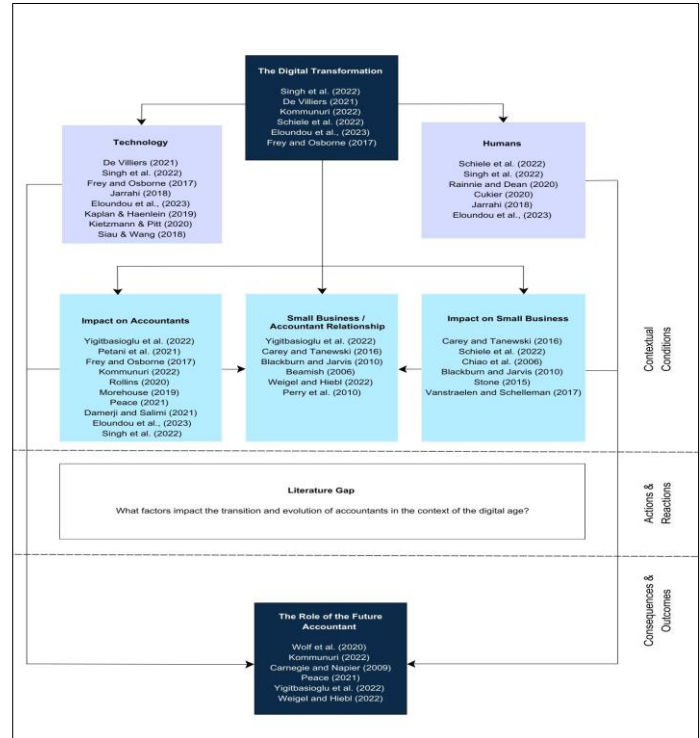 The Digital Transformation
Singh et al. (2022)
De Villiers (2021)
Kommunuri (2022)
Schiele et al. (2022)
Eloundou et al., (2023)
Frey and Osborne (2017)
Technology
De Villiers (2021)
Singh et al. (2022)
Frey and Osborne (2017)
Jarrahi (2018)
Eloundou et al., (2023)
Kaplan & Haenlein (2019)
Kietzmann & Pitt (2020)
Siau & Wang (2018)
Humans
Schiele et al. (2022)
Singh et al. (2022)
Rainnie and Dean (2020)
Cukier (2020)
Jarrahi (2018)
Eloundou et al., (2023)
Impact on Accountants
Yigitbasioglu et al. (2022)
Petani et al. (2021)
Frey and Osborne (2017)
Kommunuri (2022)
Rollins (2020)
Morehouse (2019)
Peace (2021)
Damerji and Salimi (2021)
Eloundou et al., (2023)
Singh et al. (2022)
Small Business /
Accountant Relationship
Yigitbasioglu et al. (2022)
Carey and Tanewski (2016)
Blackburn and Jarvis (2010)
Beamish (2006)
Weigel and Hiebl (2022)
Perry et al. (2010)
Impact on Small Business
Carey and Tanewski (2016)
Schiele et al. (2022)
Chiao et al. (2006)
Blackburn and Jarvis (2010)
Stone (2015)
Vanstraelen and Schelleman (2017)
Contextual
Conditions
Literature Gap
What factors impact the transition and evolution of accountants in the context of the digital age?
Actions &
Reactions
The Role of the Future
Accountant
Wolf et al. (2020)
Kommunuri (2022)
Carnegie and Napier (2009)
Peace (2021)
Yigitbasioglu et al. (2022)
Weigel and Hiebl (2022)
Consequences &
Outcomes